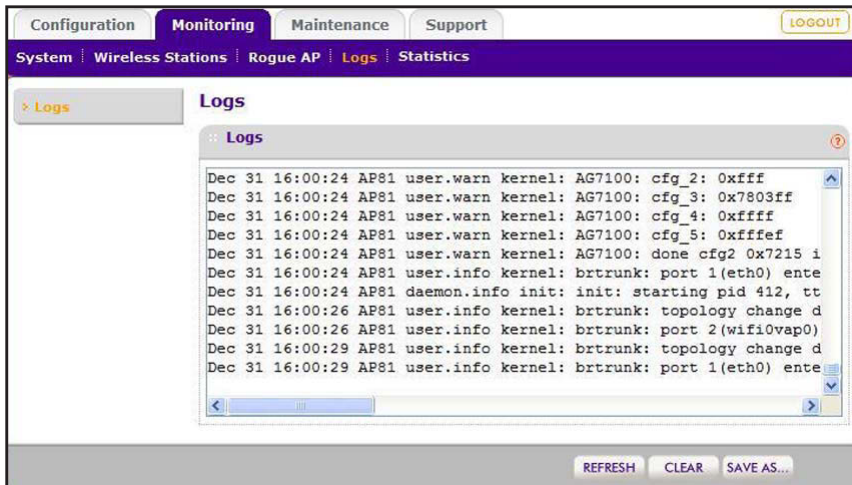 Configuration Monitoring Maintenance Support LOGOUT
System Wireless Stations Rogue AP Logs Statistics
Logs
Logs
Logs
Dec 31 16:00:24 AP81 user.warn kernel: AG7100: cfg_2: 0xfff
Dec 31 16:00:24 AP81 user.warn kernel: AG7100: cfg_3: 0x7803ff
Dec 31 16:00:24 AP81 user.warn kernel: AG7100: cfg_4: 0xffff
Dec 31 16:00:24 AP81 user.warn kernel: AG7100: cfg_5: 0xfffef
Dec 31 16:00:24 AP81 user.warn kernel: AG7100: done cfg2 0x7215 i
Dec 31 16:00:24 AP81 user.info kernel: brtrunk: port 1(eth0) ente
Dec 31 16:00:24 AP81 daemon.info init: init: starting pid 412, tt
Dec 31 16:00:26 AP81 user.info kernel: brtrunk: topology change d
Dec 31 16:00:26 AP81 user.info kernel: brtrunk: port 2(wifi0vap0)
Dec 31 16:00:29 AP81 user.info kernel: brtrunk: topology change d
Dec 31 16:00:29 AP81 user.info kernel: brtrunk: port 1(eth0) ente
REFRESH CLEAR SAVE AS...